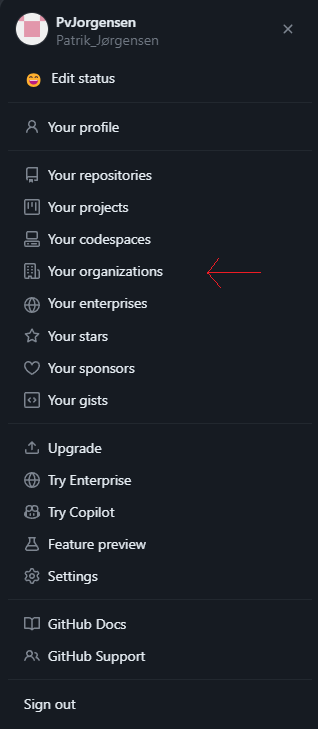 PvJorgensen
Patrik_Jørgensen
Edit status
Your profile
Your repositories
Your projects
Your codespaces
Your organizations
Your enterprises
Your stars
Your sponsors
Your gists
Upgrade
Try Enterprise
Try Copilot
Feature preview
Settings
GitHub Docs
GitHub Support
Sign out